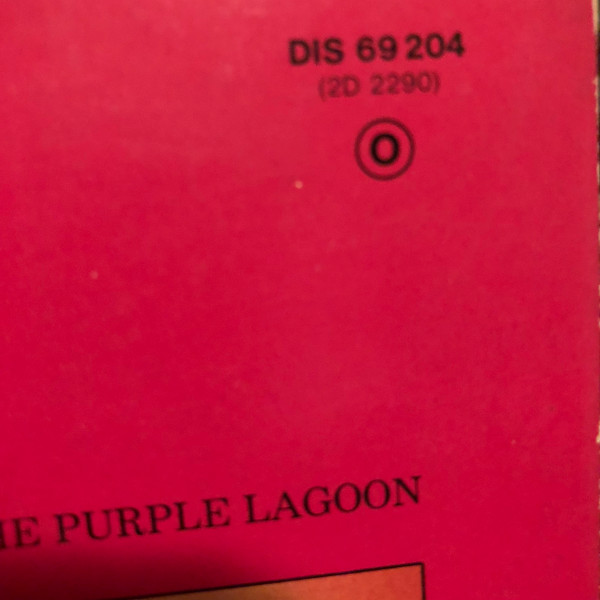 DIS 69 204
(2D 2290)
O
HE PURPLE LAGOON